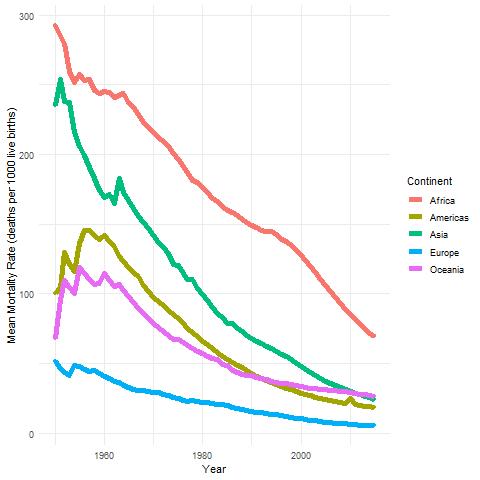 300
200
100
0
Mean Mortality Rate (deaths per 1000 live births)
1960
1980
2000
Year
Continent
Africa
Americas
Asia
Europe
Oceania